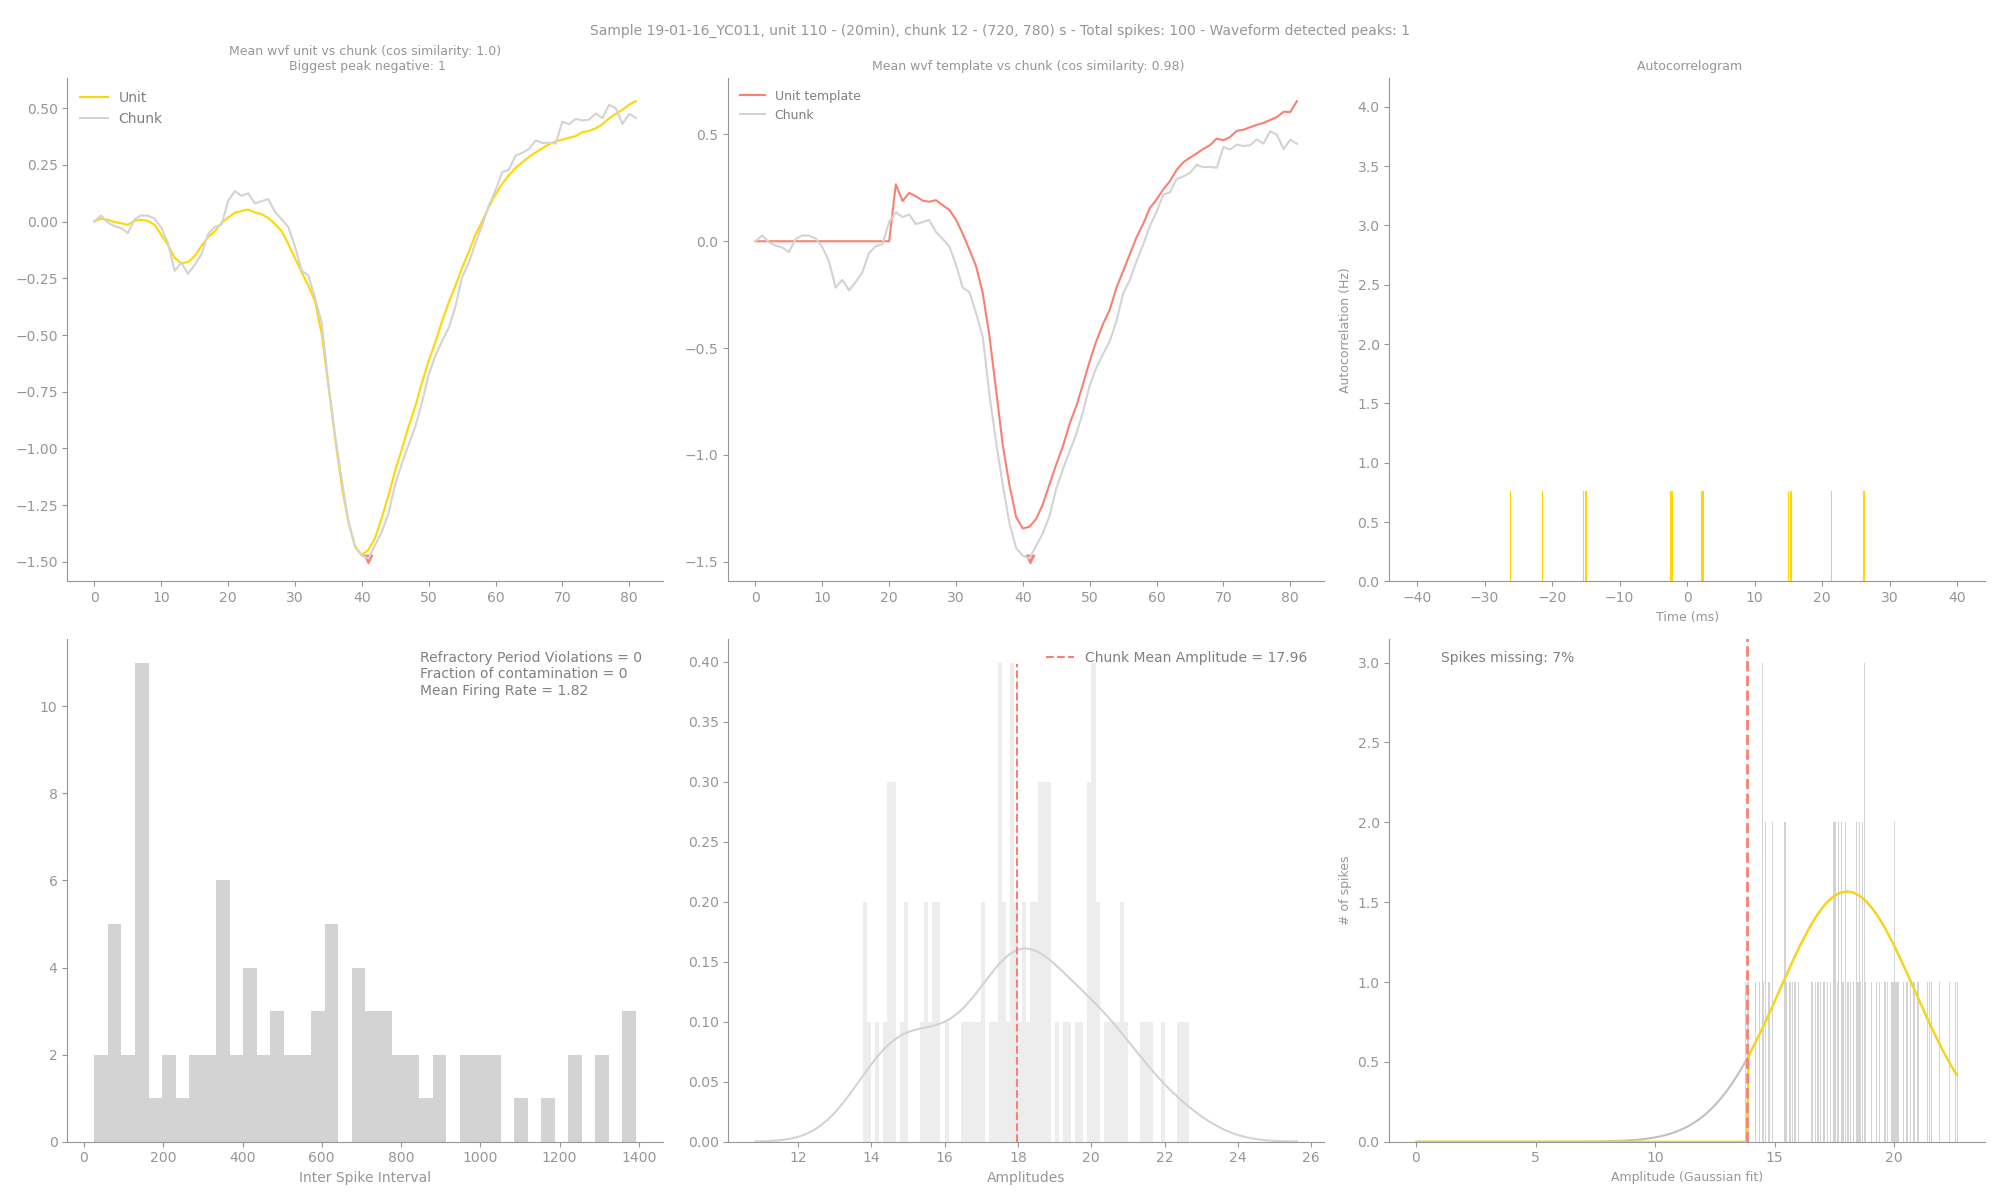 Sample 19-01-16_YC011, unit 110 - (20min), chunk 12 - (720, 780) s - Total spikes: 100 - Waveform detected peaks: 1
Mean wvf unit vs chunk (cos similarity: 1.0)
Biggest peak negative: 1
Unit
Chunk
0.50
0.25
0.00
−0.25
−0.50
−0.75
−1.00
−1.25
−1.50
0 10 20 30 40 50 60 70 80
Mean wvf template vs chunk (cos similarity: 0.98)
Unit template
Chunk
0.5
0.0
−0.5
−1.0
−1.5
0 10 20 30 40 50 60 70 80
Autocorrelogram
Autocorrelation (Hz)
4.0
3.5
3.0
2.5
2.0
1.5
1.0
0.5
0.0
−40 −30 −20 −10 0 10 20 30 40
Time (ms)
Refractory Period Violations = 0
Fraction of contamination = 0
Mean Firing Rate = 1.82
10
8
6
4
2
0
0 200 400 600 800 1000 1200 1400
Inter Spike Interval
Chunk Mean Amplitude = 17.96
0.40
0.35
0.30
0.25
0.20
0.15
0.10
0.05
0.00
12 14 16 18 20 22 24 26
Amplitudes
Spikes missing: 7%
# of spikes
3.0
2.5
2.0
1.5
1.0
0.5
0.0
0 5 10 15 20
Amplitude (Gaussian fit)